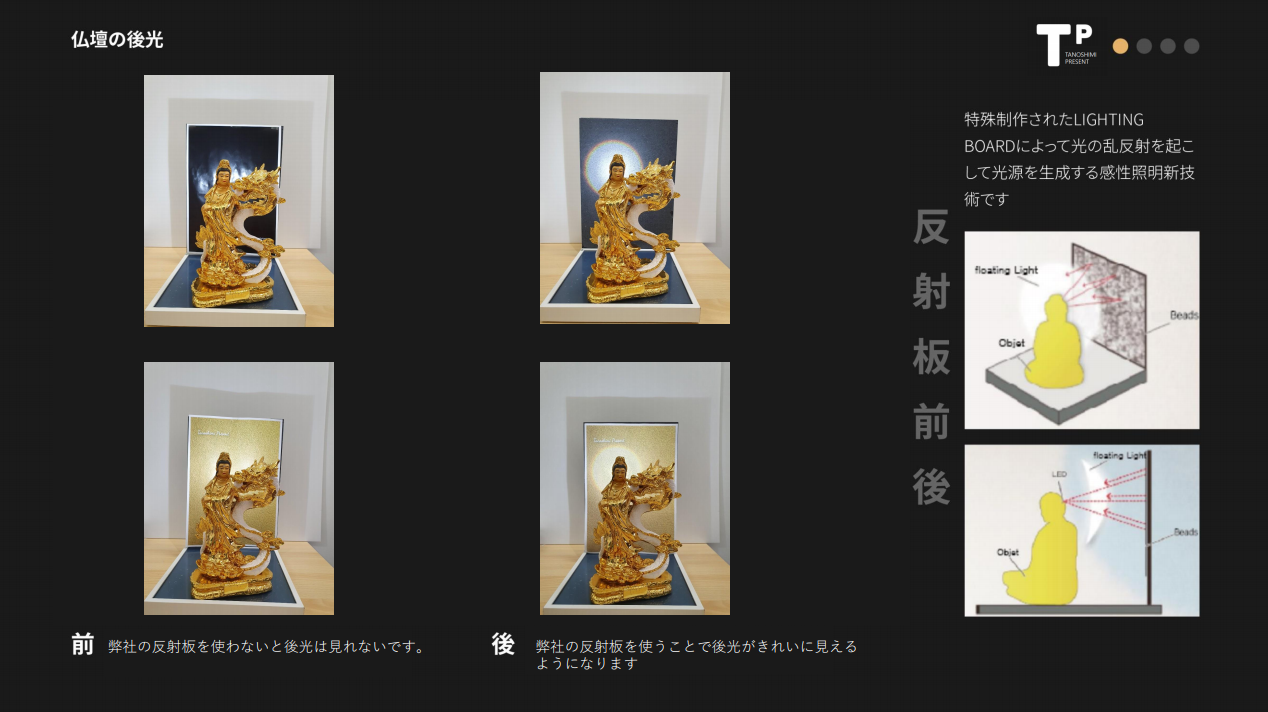 仏壇の後光
TP
TANOSHIMI
PRESENT
特殊制作されたLIGHTING
BOARDによって光の乱反射を起こ
して光源を生成する感性照明新技
術です
反
射
板
前
後
floating Light
Beads
Objet
floating Light
LED
Beads
Objet
前 弊社の反射板を使わないと後光は見れないです。
後 弊社の反射板を使うことで後光がきれいに見える
ようになります